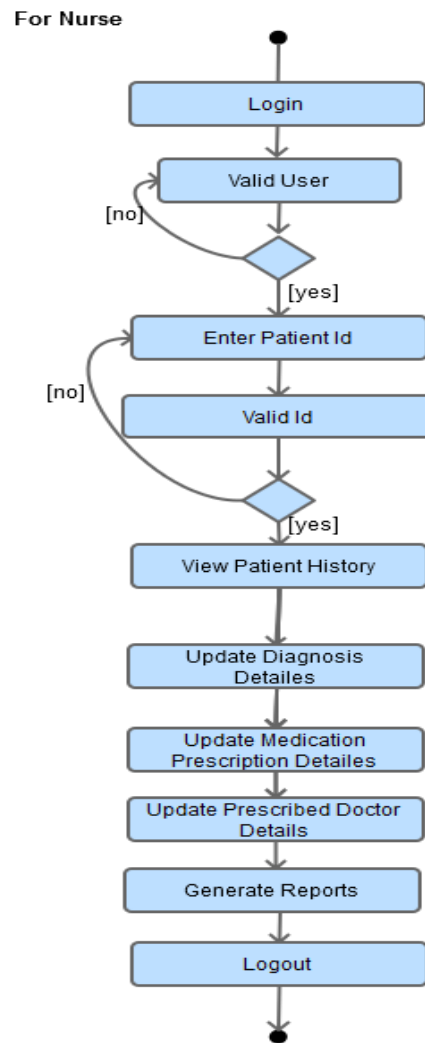 For Nurse
Login
Valid User
[no]
[yes]
Enter Patient Id
[no]
Valid Id
[yes]
View Patient History
Update Diagnosis
Detailes
Update Medication
Prescription Detailes
Update Prescribed Doctor
Details
Generate Reports
Logout